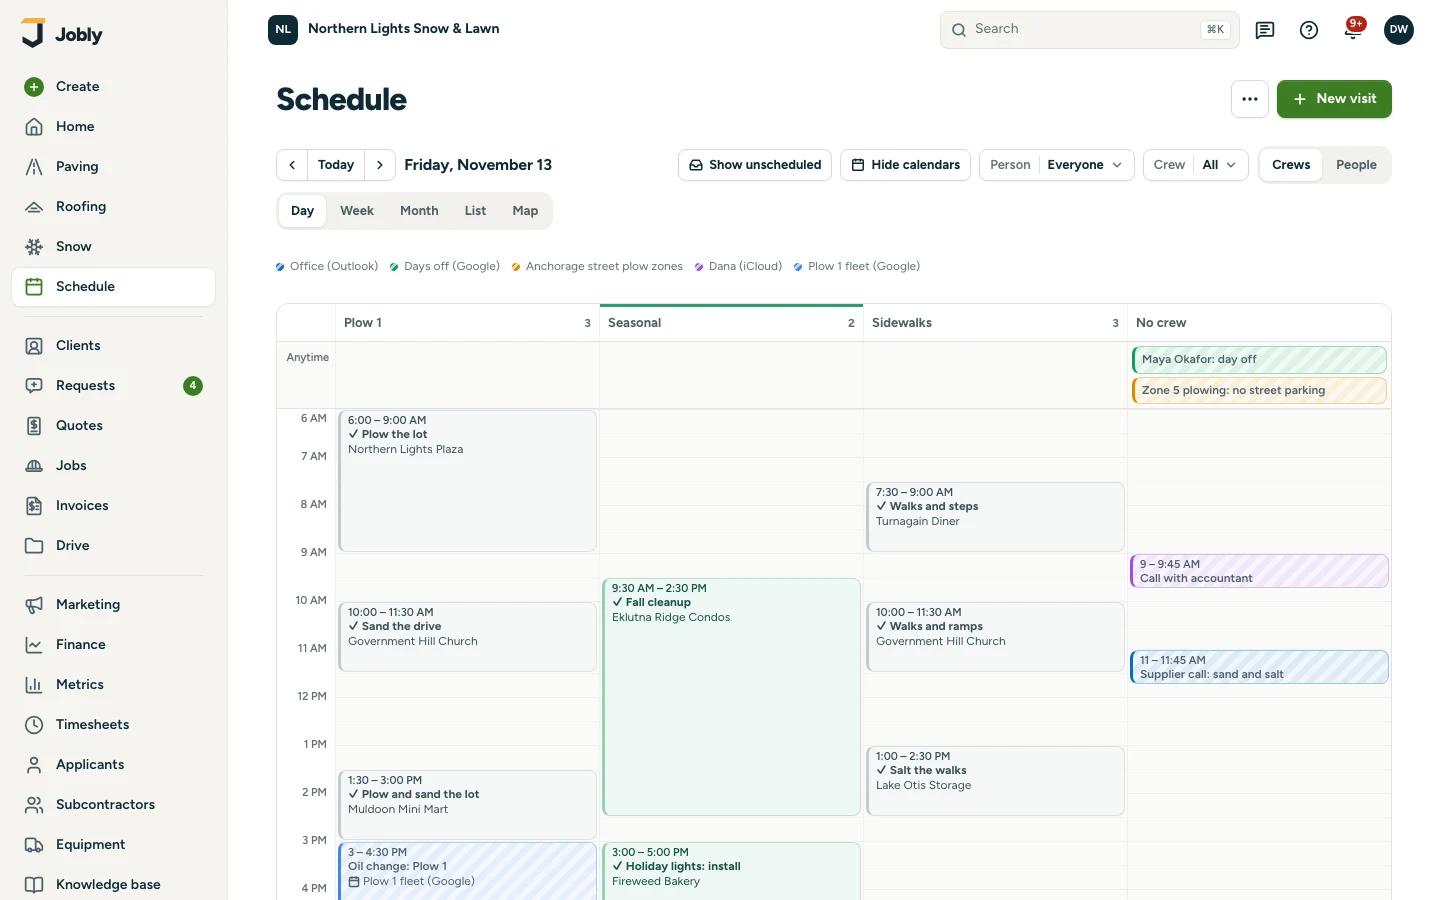 Jobly
NL
Northern Lights Snow & Lawn
Search
⌘K
9+
DW
Create
Home
Paving
Roofing
Snow
Schedule
Clients
Requests
4
Quotes
Jobs
Invoices
Drive
Marketing
Finance
Metrics
Timesheets
Applicants
Subcontractors
Equipment
Knowledge base
Schedule
New visit
Today
Friday, November 13
Show unscheduled
Hide calendars
Person Everyone
Crew All
Crews
People
Day
Week
Month
List
Map
Office (Outlook)
Days off (Google)
Anchorage street plow zones
Dana (iCloud)
Plow 1 fleet (Google)
Plow 1 3
Seasonal 2
Sidewalks 3
No crew
Anytime
Maya Okafor: day off
Zone 5 plowing: no street parking
6 AM
7 AM
8 AM
9 AM
10 AM
11 AM
12 PM
1 PM
2 PM
3 PM
4 PM
6:00 – 9:00 AM
✓ Plow the lot
Northern Lights Plaza
10:00 – 11:30 AM
✓ Sand the drive
Government Hill Church
1:30 – 3:00 PM
✓ Plow and sand the lot
Muldoon Mini Mart
3 – 4:30 PM
Oil change: Plow 1
Plow 1 fleet (Google)
9:30 AM – 2:30 PM
✓ Fall cleanup
Eklutna Ridge Condos
3:00 – 5:00 PM
✓ Holiday lights: install
Fireweed Bakery
7:30 – 9:00 AM
✓ Walks and steps
Turnagain Diner
10:00 – 11:30 AM
✓ Walks and ramps
Government Hill Church
1:00 – 2:30 PM
✓ Salt the walks
Lake Otis Storage
9 – 9:45 AM
Call with accountant
11 – 11:45 AM
Supplier call: sand and salt